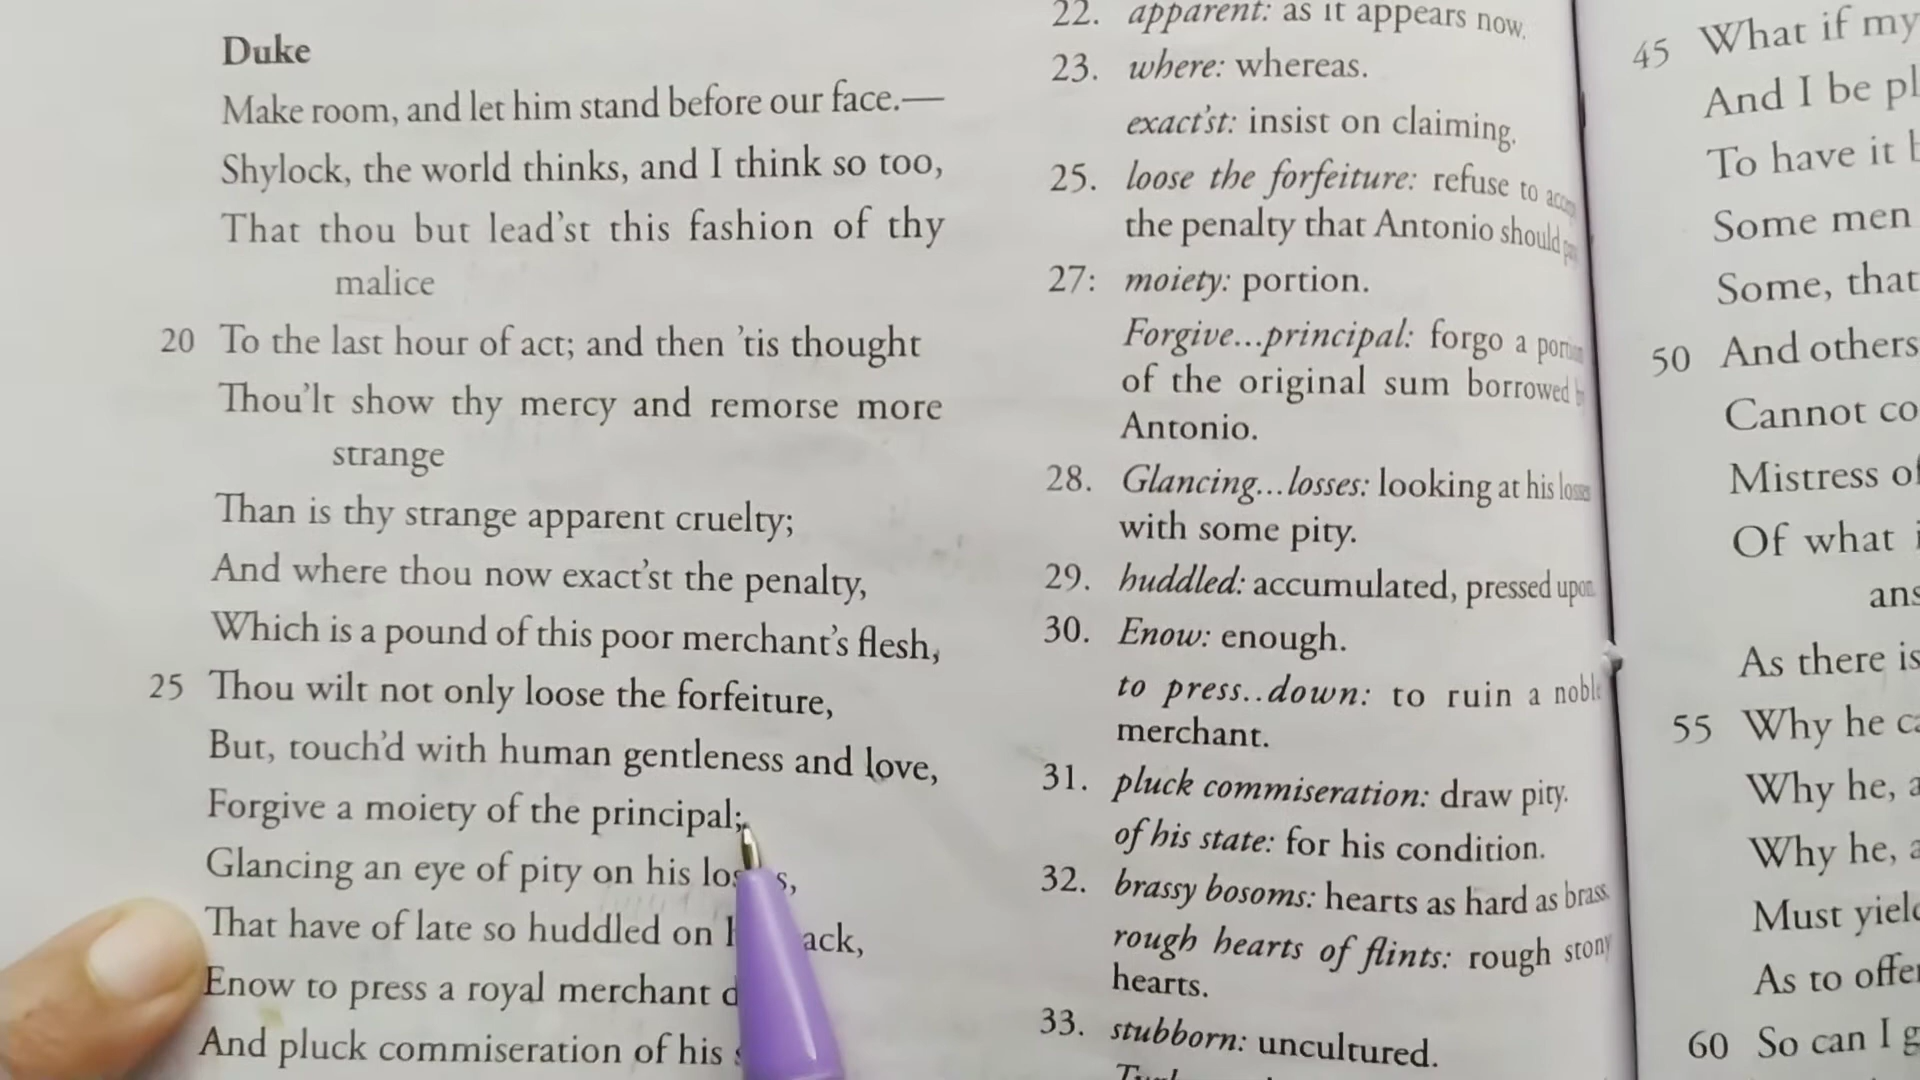 Duke
Make room, and let him stand before our face.—
Shylock, the world thinks, and I think so too,
That thou but lead'st this fashion of thy
malice
20 To the last hour of act; and then 'tis thought
Thou'lt show thy mercy and remorse more
strange
Than is thy strange apparent cruelty;
And where thou now exact'st the penalty,
Which is a pound of this poor merchant's flesh,
25 Thou wilt not only loose the forfeiture,
But, touch'd with human gentleness and love,
Forgive a moiety of the principal;
Glancing an eye of pity on his
That have of late so huddled on
Enow to press a royal merchant
And pluck commiseration of his
22. apparent: as it appears now.
23. where: whereas.
exact'st: insist on claiming.
25. loose the forfeiture: refuse to
the penalty that Antonio should
27: moiety: portion.
Forgive...principal: forgo a
of the original sum borrowed
Antonio.
28. Glancing...losses: looking at his losses
with some pity.
29. huddled: accumulated, pressed upon.
30. Enow: enough.
to press..down: to ruin a noble
merchant.
31. pluck commiseration: draw pity.
of his state: for his condition.
32. brassy bosoms: hearts as hard as brass.
rough hearts of flints: rough stony
hearts.
33. stubborn: uncultured.
45 What if my
And I be
To have it
Some men
Some, that
50 And others
Cannot
Mistress
Of what
As there is
55 Why he
Why he,
Why he,
Must
As to
60 So can I